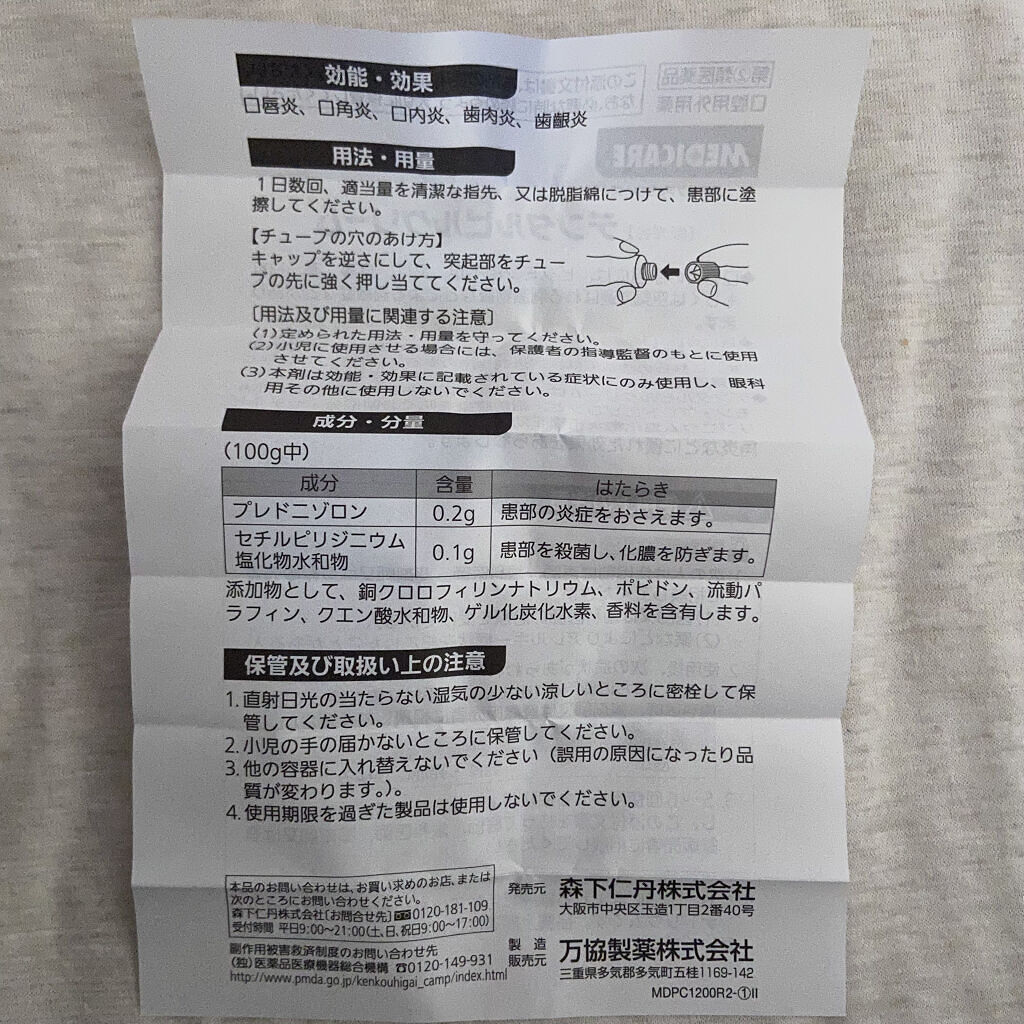 効能・効果
口唇炎、口角炎、口内炎、歯肉炎、歯齦炎
用法・用量
1日数回、適当量を清潔な指先、又は脱脂綿につけて、患部に塗
擦してください。
【チューブの穴のあけ方】
キャップを逆さにして、突起部をチュー
ブの先に強く押し当ててください。
〔用法及び用量に関連する注意〕
(1)定められた用法・用量を守ってください。
(2)小児に使用させる場合には、保護者の指導監督のもとに使用
させてください。
(3)本剤は効能・効果に記載されている症状にのみ使用し、眼科
用その他に使用しないでください。
成分・分量
(100g中)
成分 含量 はたらき
プレドニゾロン 0.2g 患部の炎症をおさえます。
セチルピリジニウム
塩化物水和物 0.1g 患部を殺菌し、化膿を防ぎます。
添加物として、銅クロロフィリンナトリウム、ポビドン、流動パ
ラフィン、クエン酸水和物、ゲル化炭化水素、香料を含有します。
保管及び取扱い上の注意
1. 直射日光の当たらない湿気の少ない涼しいところに密栓して保
管してください。
2. 小児の手の届かないところに保管してください。
3. 他の容器に入れ替えないでください（誤用の原因になったり品
質が変わります。）。
4. 使用期限を過ぎた製品は使用しないでください。
本品のお問い合わせは、お買い求めのお店、または
次のところにお問い合わせください。
森下仁丹株式会社〔お問合せ先〕0120-181-109
受付時間 平日9:00〜21:00(土、日、祝日9:00〜17:00)
副作用被害救済制度のお問い合わせ先
(独)医薬品医療機器総合機構 ☎0120-149-931
http://www.pmda.go.jp/kenkouhigai_camp/index.html
発売元 森下仁丹株式会社
大阪市中央区玉造1丁目2番40号
製造
販売元 万協製薬株式会社
三重県多気郡多気町五桂1169-142
MDPC1200R2-①II